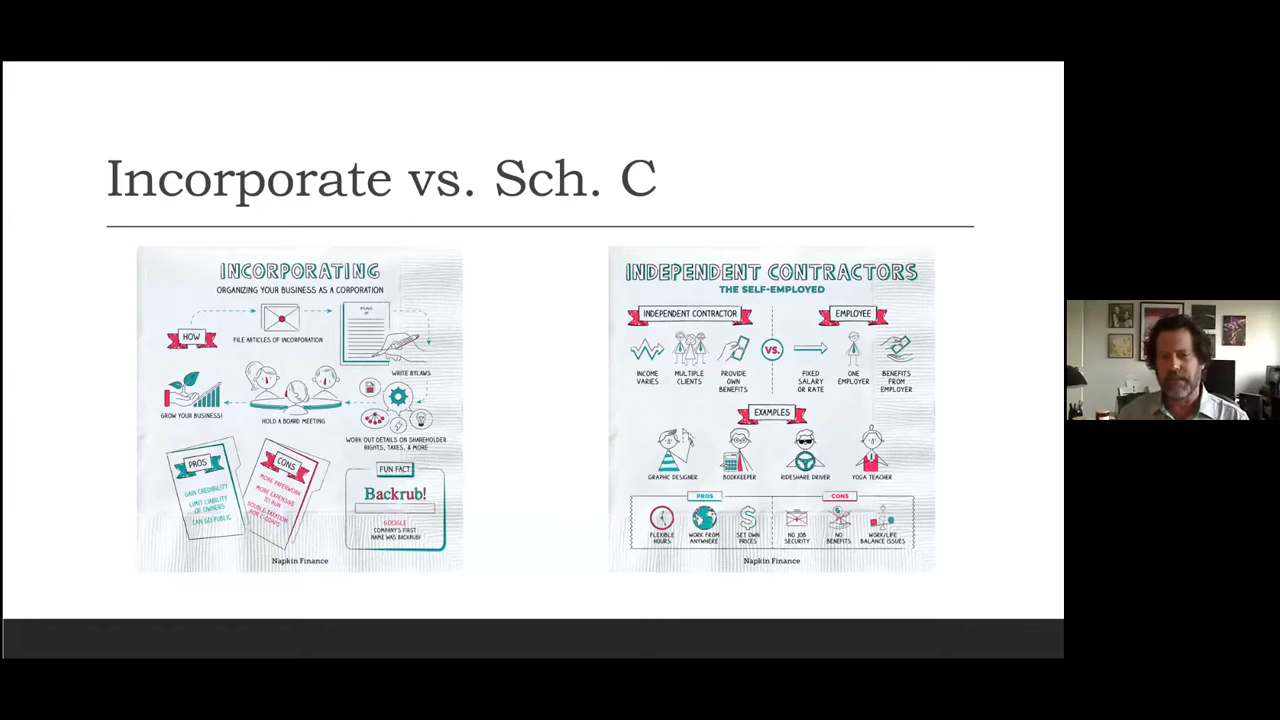 Incorporate vs. Sch. C
INCORPORATING
ORGANIZING YOUR BUSINESS AS A CORPORATION
HOW
FILE ARTICLES OF INCORPORATION
BYLAWS
OF
WRITE BYLAWS
GROW YOUR BUSINESS!
HOLD A BOARD MEETING
WORK OUT DETAILS ON SHAREHOLDER
RIGHTS, TAXES, & MORE
PROS
GAIN CREDIBILITY
LIMIT LIABILITY
OF OWNERS
CAN GO PUBLIC
CONS
MORE PAPERWORK
MORE EXPENSIVE
TO
DOUBLE TAXATION
FOR C-CORPS
FUN FACT
Backrub!
GOOGLE
COMPANY'S FIRST
NAME WAS BACKRUB!
Napkin Finance
INDEPENDENT CONTRACTORS
THE SELF-EMPLOYED
INDEPENDENT CONTRACTOR
VS.
EMPLOYEE
INCOME
VARIES
MULTIPLE
CLIENTS
PROVIDE
OWN
BENEFITS
FIXED
SALARY
OR RATE
ONE
EMPLOYER
BENEFITS
FROM
EMPLOYER
EXAMPLES
GRAPHIC DESIGNER
BOOKKEEPER
RIDESHARE DRIVER
YOGA TEACHER
PROS
FLEXIBLE
HOURS
WORK FROM
ANYWHERE
SET OWN
PRICES
CONS
NO JOB
SECURITY
NO
BENEFITS
WORK/LIFE
BALANCE ISSUES
Napkin Finance